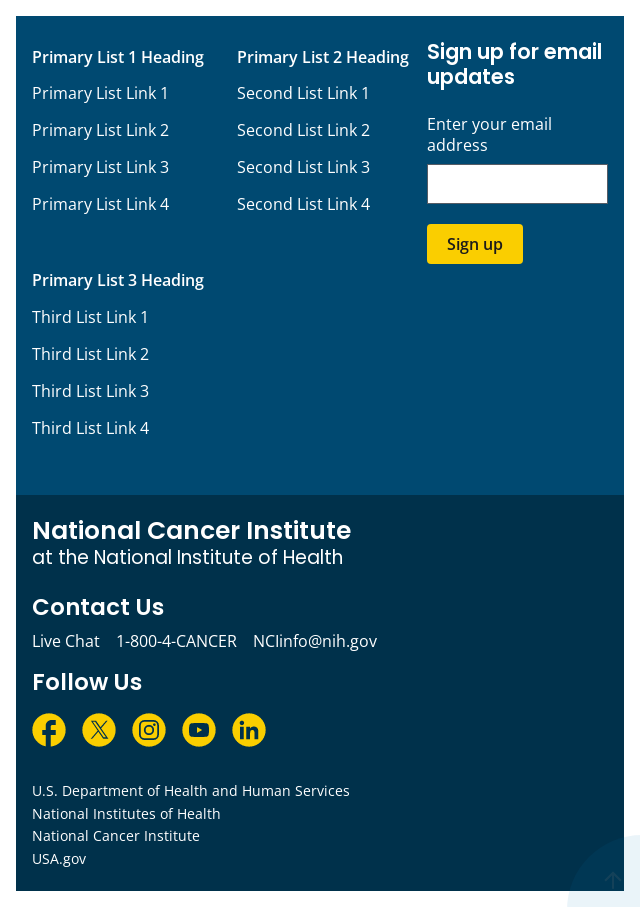 Primary List 1 Heading
Primary List Link 1
Primary List Link 2
Primary List Link 3
Primary List Link 4
Primary List 2 Heading
Second List Link 1
Second List Link 2
Second List Link 3
Second List Link 4
Primary List 3 Heading
Third List Link 1
Third List Link 2
Third List Link 3
Third List Link 4
Sign up for email
updates
Enter your email
address
Sign up
National Cancer Institute
at the National Institute of Health
Contact Us
Live Chat 1-800-4-CANCER NCIinfo@nih.gov
Follow Us
U.S. Department of Health and Human Services
National Institutes of Health
National Cancer Institute
USA.gov